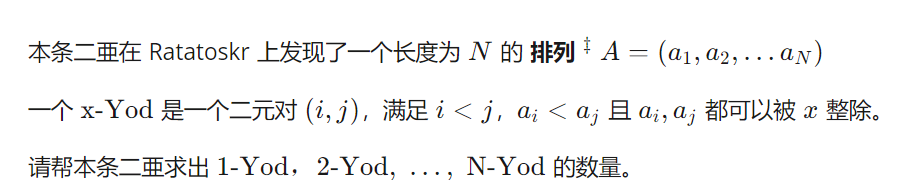 本条二亜在 Ratatoskr 上发现了一个长度为 N 的 排列‡ A = (a₁, a₂, … a_N)
一个 x-Yod 是一个二元对 (i, j)，满足 i < j，aᵢ < aⱼ 且 aᵢ, aⱼ 都可以被 x 整除。
请帮本条二亜求出 1-Yod，2-Yod, …, N-Yod 的数量。